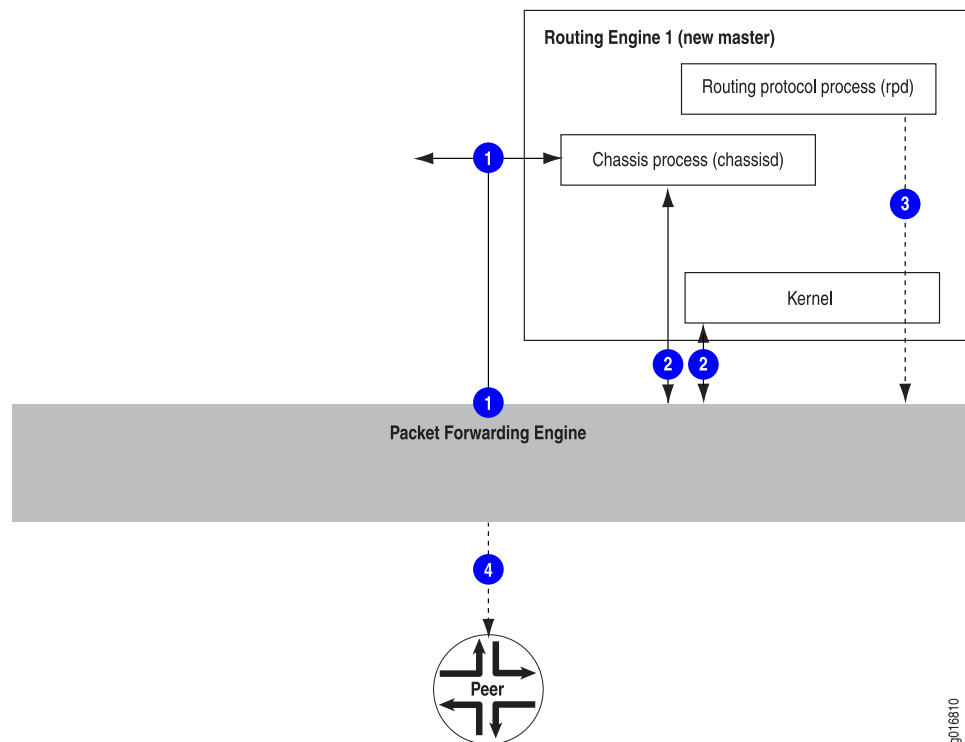 Routing Engine 1 (new master)
Routing protocol process (rpd)
1
Chassis process (chassisd)
3
Kernel
2
2
1
Packet Forwarding Engine
4
Peer
g016810